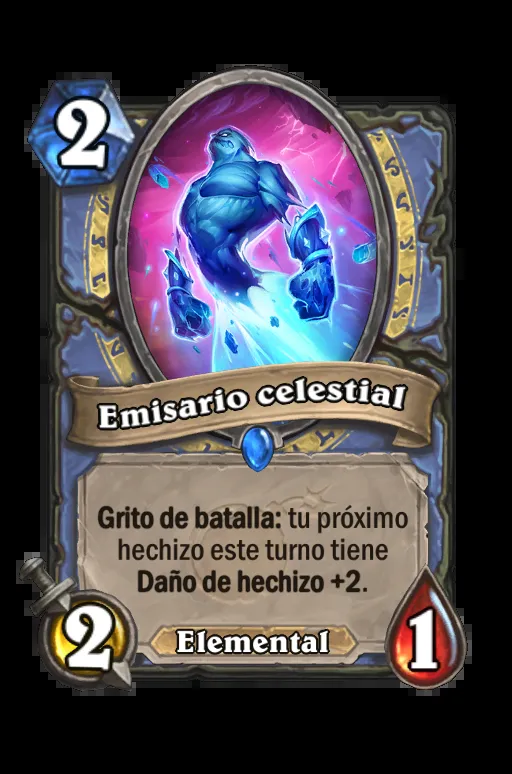 2
Emisario celestial
Grito de batalla: tu próximo
hechizo este turno tiene
Daño de hechizo +2.
2
Elemental
1